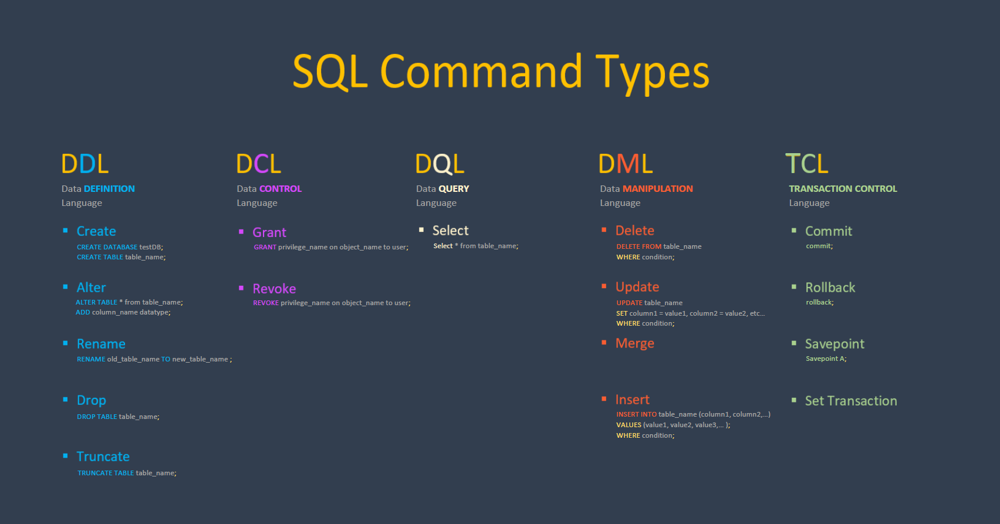 SQL Command Types
DDL
Data DEFINITION
Language
Create
CREATE DATABASE testDB;
CREATE TABLE table_name;
Alter
ALTER TABLE * from table_name;
ADD column_name datatype;
Rename
RENAME old_table_name TO new_table_name ;
Drop
DROP TABLE table_name;
Truncate
TRUNCATE TABLE table_name;
DCL
Data CONTROL
Language
Grant
GRANT privilege_name on object_name to user;
Revoke
REVOKE privilege_name on object_name to user;
DQL
Data QUERY
Language
Select
Select * from table_name;
DML
Data MANIPULATION
Language
Delete
DELETE FROM table_name
WHERE condition;
Update
UPDATE table_name
SET column1 = value1, column2 = value2, etc...
WHERE condition;
Merge
Insert
INSERT INTO table_name (column1, column2,...)
VALUES (value1, value2, value3,... );
WHERE condition;
TCL
TRANSACTION CONTROL
Language
Commit
commit;
Rollback
rollback;
Savepoint
Savepoint A;
Set Transaction